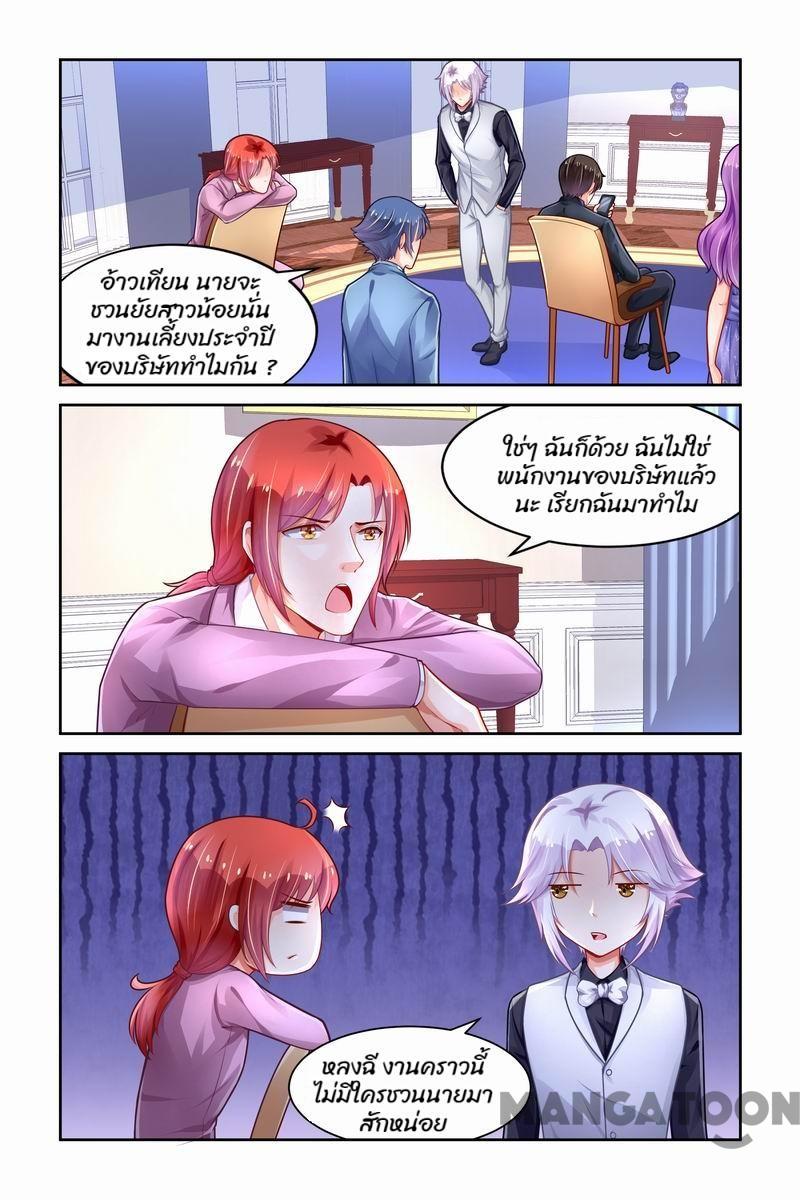 อ้าวเทียน นายจะ
ชวนยัยสาวน้อยนั่น
มางานเลี้ยงประจำปี
ของบริษัททำไมกัน ?
ใช่ๆ ฉันก็ด้วย ฉันไม่ใช่
พนักงานของบริษัทแล้ว
นะ เรียกฉันมาทำไม
หลงฉี งานคราวนี้
ไม่มีใครชวนนายมา
สักหน่อย
MANGATOON